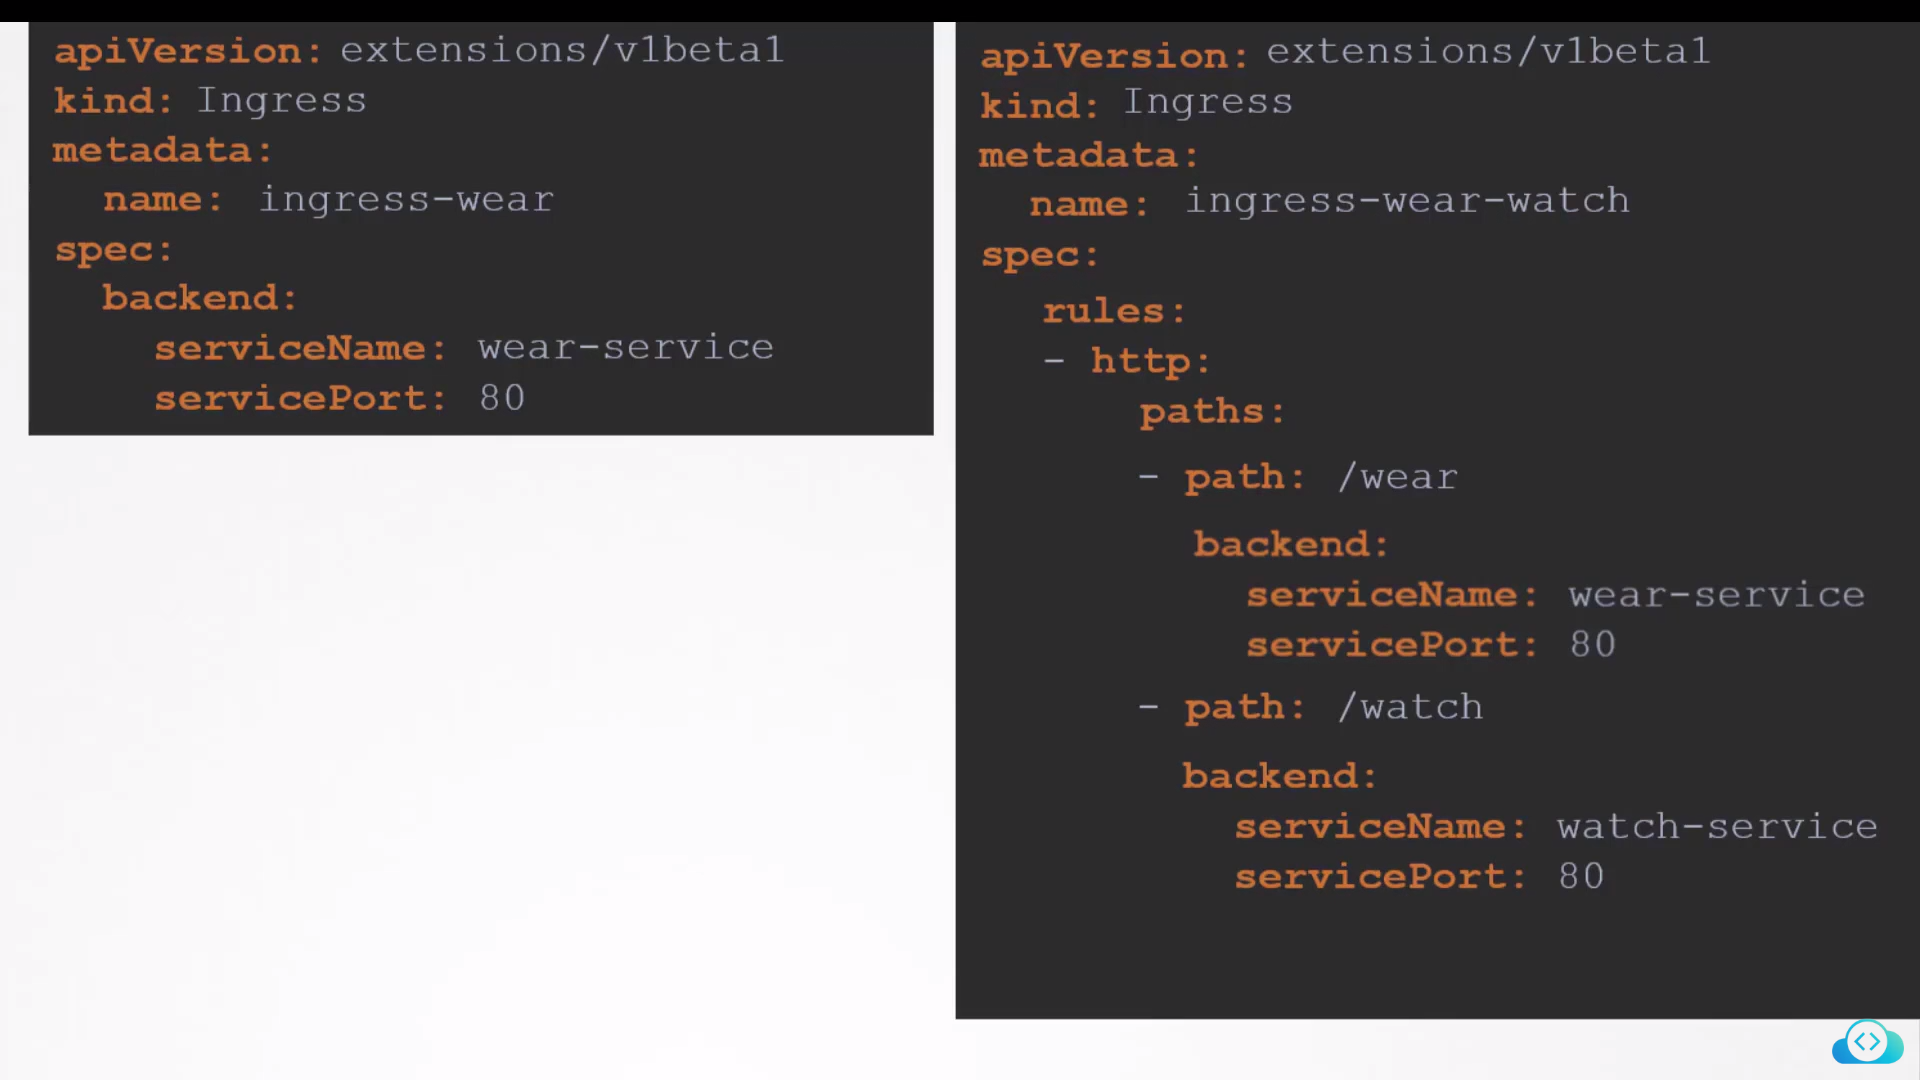 apiVersion: extensions/v1beta1
kind: Ingress
metadata:
  name: ingress-wear
spec:
  backend:
    serviceName: wear-service
    servicePort: 80
apiVersion: extensions/v1beta1
kind: Ingress
metadata:
  name: ingress-wear-watch
spec:
  rules:
  - http:
      paths:
      - path: /wear
        backend:
          serviceName: wear-service
          servicePort: 80
      - path: /watch
        backend:
          serviceName: watch-service
          servicePort: 80